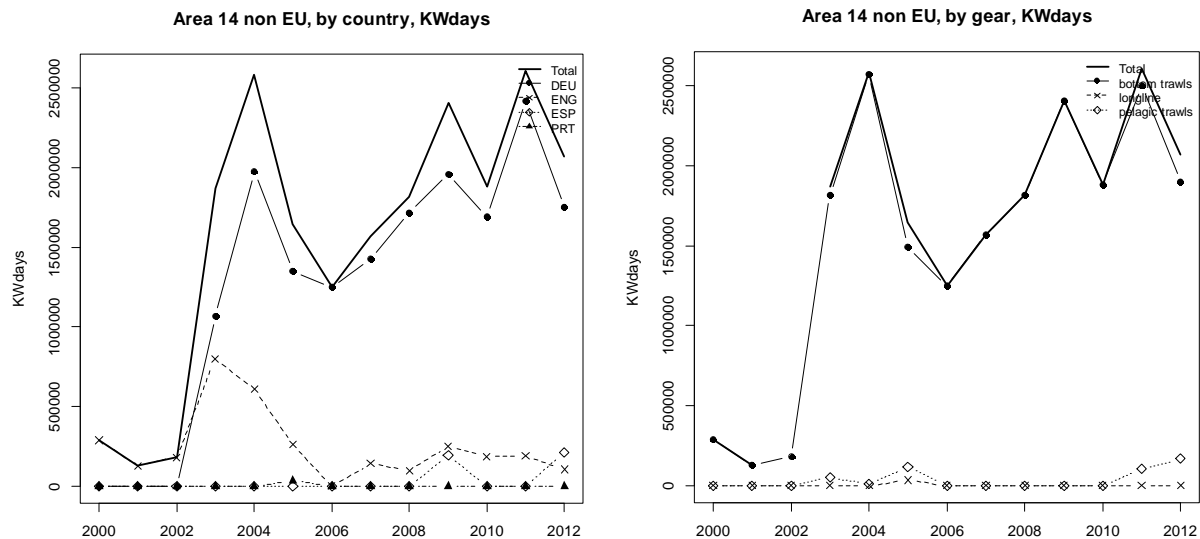 Area 14 non EU, by country, KWdays
KWdays
2500000
2000000
1500000
1000000
500000
0
2000 2002 2004 2006 2008 2010 2012
Total
DEU
ENG
ESP
PRT
Area 14 non EU, by gear, KWdays
KWdays
2500000
2000000
1500000
1000000
500000
0
2000 2002 2004 2006 2008 2010 2012
Total
bottom trawls
longline
pelagic trawls